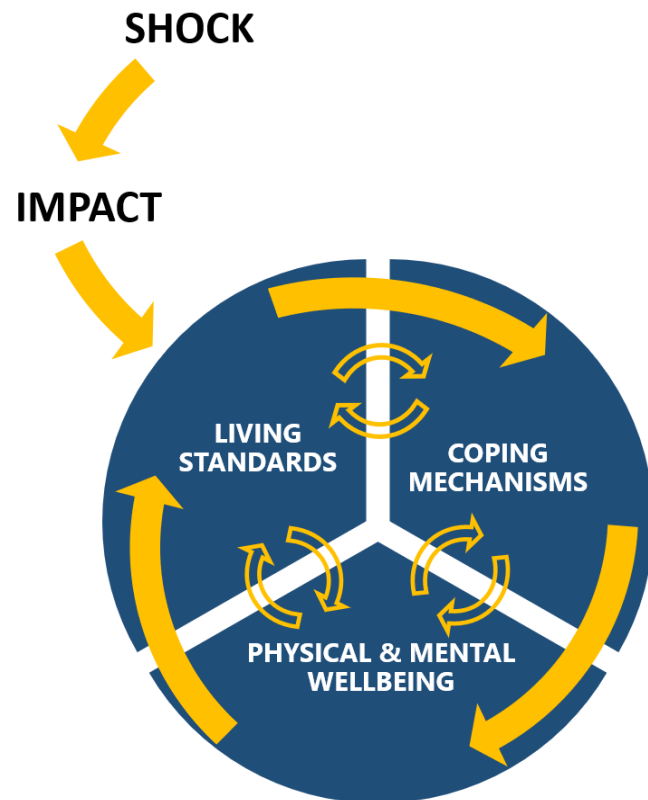 SHOCK
IMPACT
LIVING
STANDARDS
COPING
MECHANISMS
PHYSICAL & MENTAL
WELLBEING